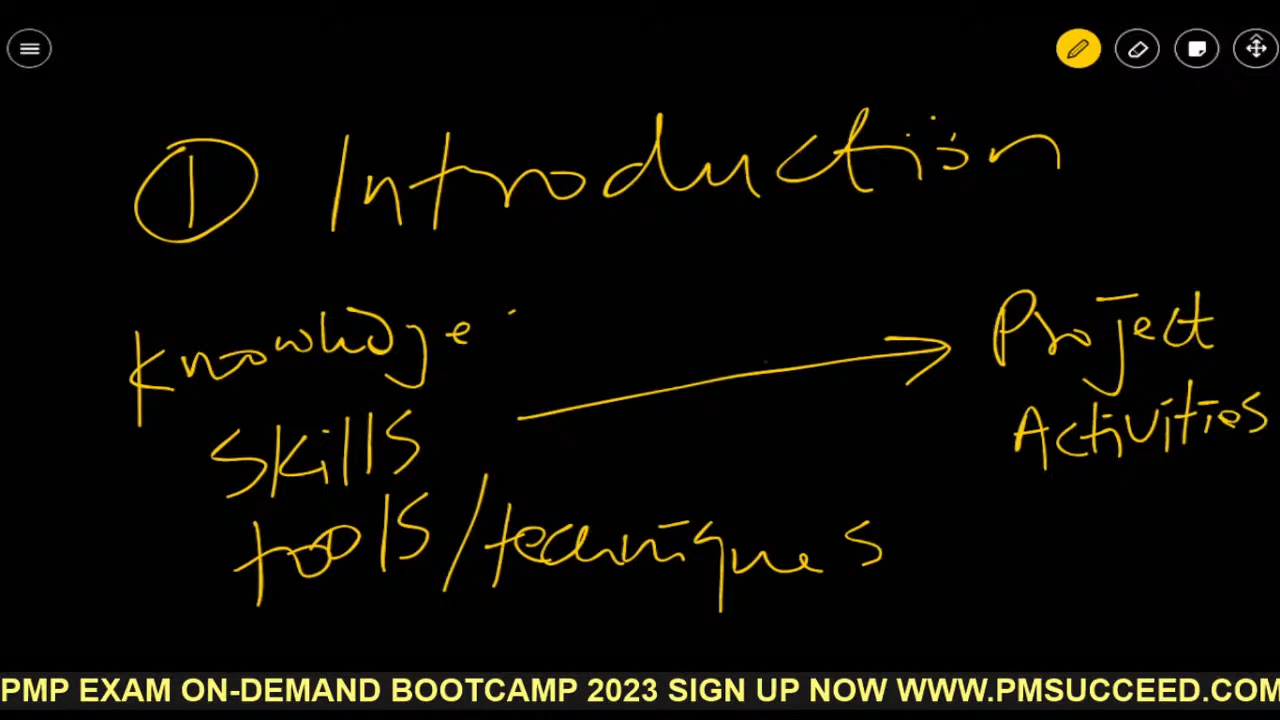 ① Introduction
Knowledge
Project
Skills
Activities
tools/techniques
PMP EXAM ON-DEMAND BOOTCAMP 2023 SIGN UP NOW WWW.PMSUCCEED.COM